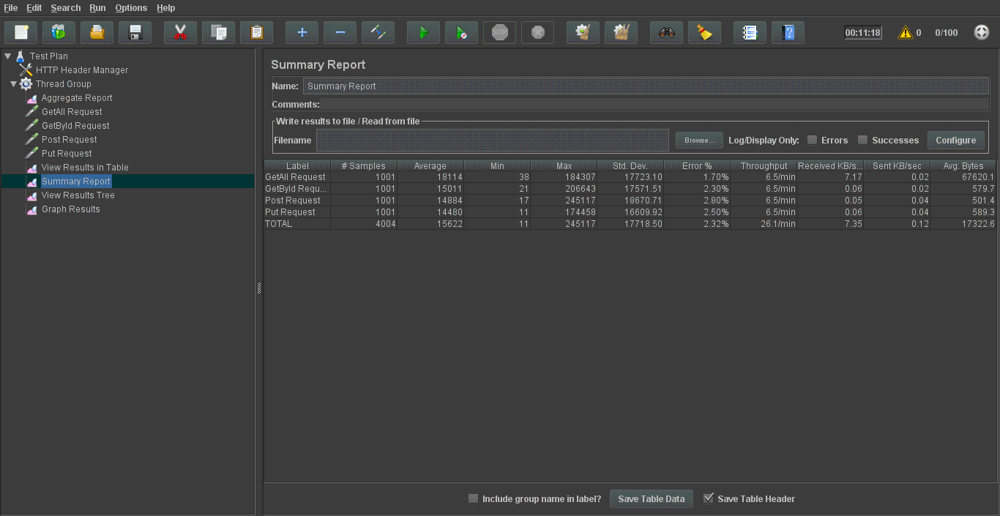 File Edit Search Run Options Help
STOP 00:11:18 0 0/100
Test Plan
HTTP Header Manager
Thread Group
Aggregate Report
GetAll Request
GetById Request
Post Request
Put Request
View Results in Table
Summary Report
View Results Tree
Graph Results
Summary Report
Name: Summary Report
Comments:
Write results to file / Read from file
Filename Browse... Log/Display Only: Errors Successes Configure
Label # Samples Average Min Max Std. Dev. Error % Throughput Received KB/s... Sent KB/sec Avg. Bytes
GetAll Request 1001 18114 38 184307 17723.10 1.70% 6.5/min 7.17 0.02 67620.1
GetById Requ... 1001 15011 21 206643 17571.51 2.30% 6.5/min 0.06 0.02 579.7
Post Request 1001 14884 17 245117 18670.71 2.80% 6.5/min 0.05 0.04 501.4
Put Request 1001 14480 11 174458 16609.92 2.50% 6.5/min 0.06 0.04 589.3
TOTAL 4004 15622 11 245117 17718.50 2.32% 26.1/min 7.35 0.12 17322.6
Include group name in label? Save Table Data Save Table Header